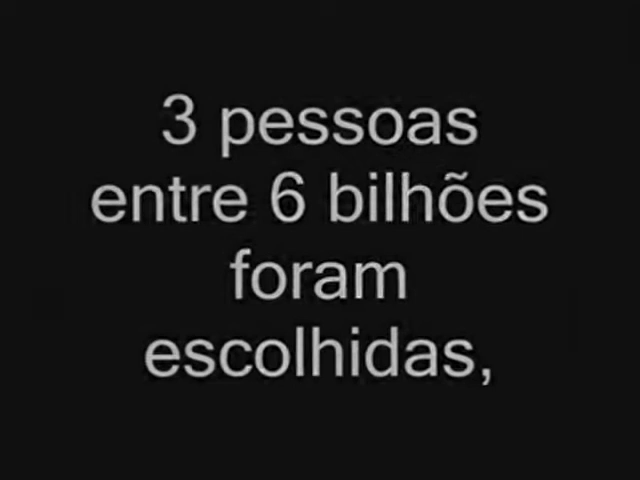 3 pessoas
entre 6 bilhões
foram
escolhidas,